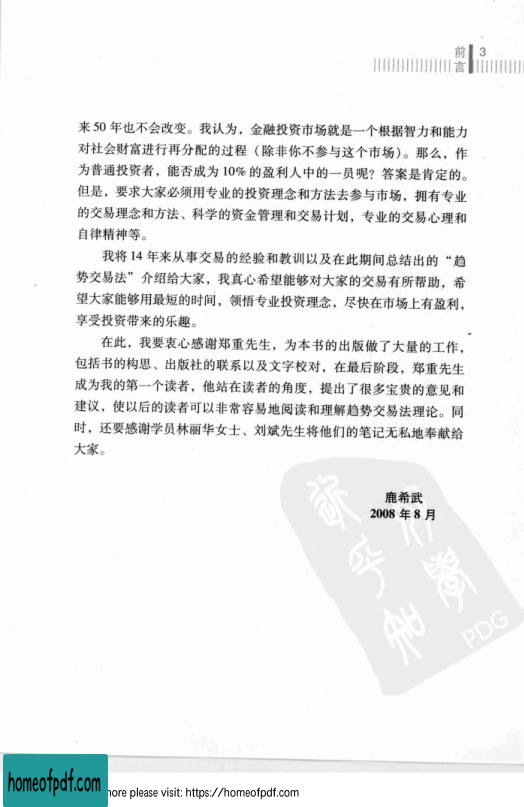 前 3
言
来 50 年也不会改变。我认为，金融投资市场就是一个根据智力和能力
对社会财富进行再分配的过程（除非你不参与这个市场）。那么，作
为普通投资者，能否成为 10% 的盈利人中的一员呢？答案是肯定的。
但是，要求大家必须用专业的投资理念和方法去参与市场，拥有专业
的交易理念和方法、科学的资金管理和交易计划，专业的交易心理和
自律精神等。
我将 14 年来从事交易的经验和教训以及在此期间总结出的“趋
势交易法”介绍给大家，我真心希望能够对大家的交易有所帮助，希
望大家能够用最短的时间，领悟专业投资理念，尽快在市场上有盈利，
享受投资带来的乐趣。
在此，我要衷心感谢郑重先生，为本书的出版做了大量的工作，
包括书的构思、出版社的联系以及文字校对，在最后阶段，郑重先生
成为我的第一个读者，他站在读者的角度，提出了很多宝贵的意见和
建议，使以后的读者可以非常容易地阅读和理解趋势交易法理论。同
时，还要感谢学员林丽华女士、刘斌先生将他们的笔记无私地奉献给
大家。
鹿希武
2008 年 8 月
PDG
homeofpdf.com
more please visit: https://homeofpdf.com